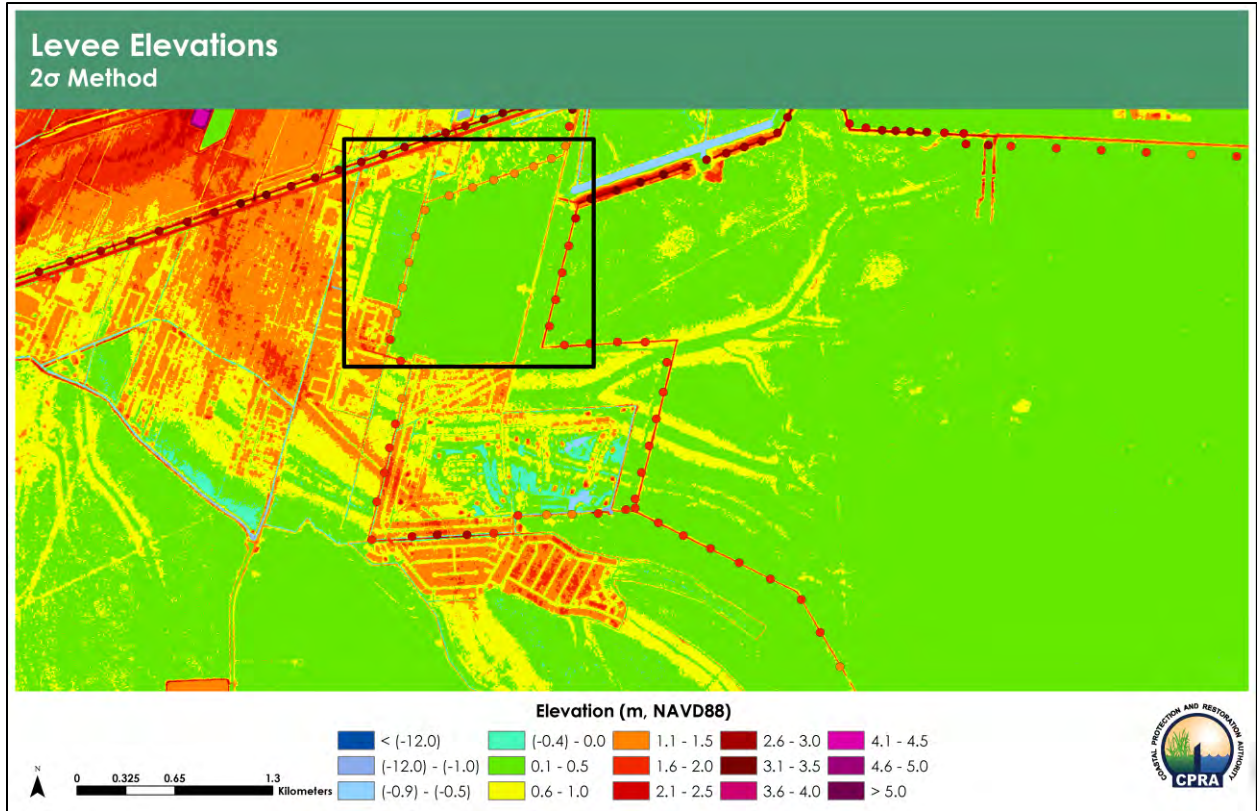 Levee Elevations
2σ Method
Elevation (m, NAVD88)
< (-12.0)
(-12.0) - (-1.0)
(-0.9) - (-0.5)
(-0.4) - 0.0
0.1 - 0.5
0.6 - 1.0
1.1 - 1.5
1.6 - 2.0
2.1 - 2.5
2.6 - 3.0
3.1 - 3.5
3.6 - 4.0
4.1 - 4.5
4.6 - 5.0
> 5.0
N
0 0.325 0.65 1.3
Kilometers
COASTAL PROTECTION AND RESTORATION AUTHORITY
CPRA